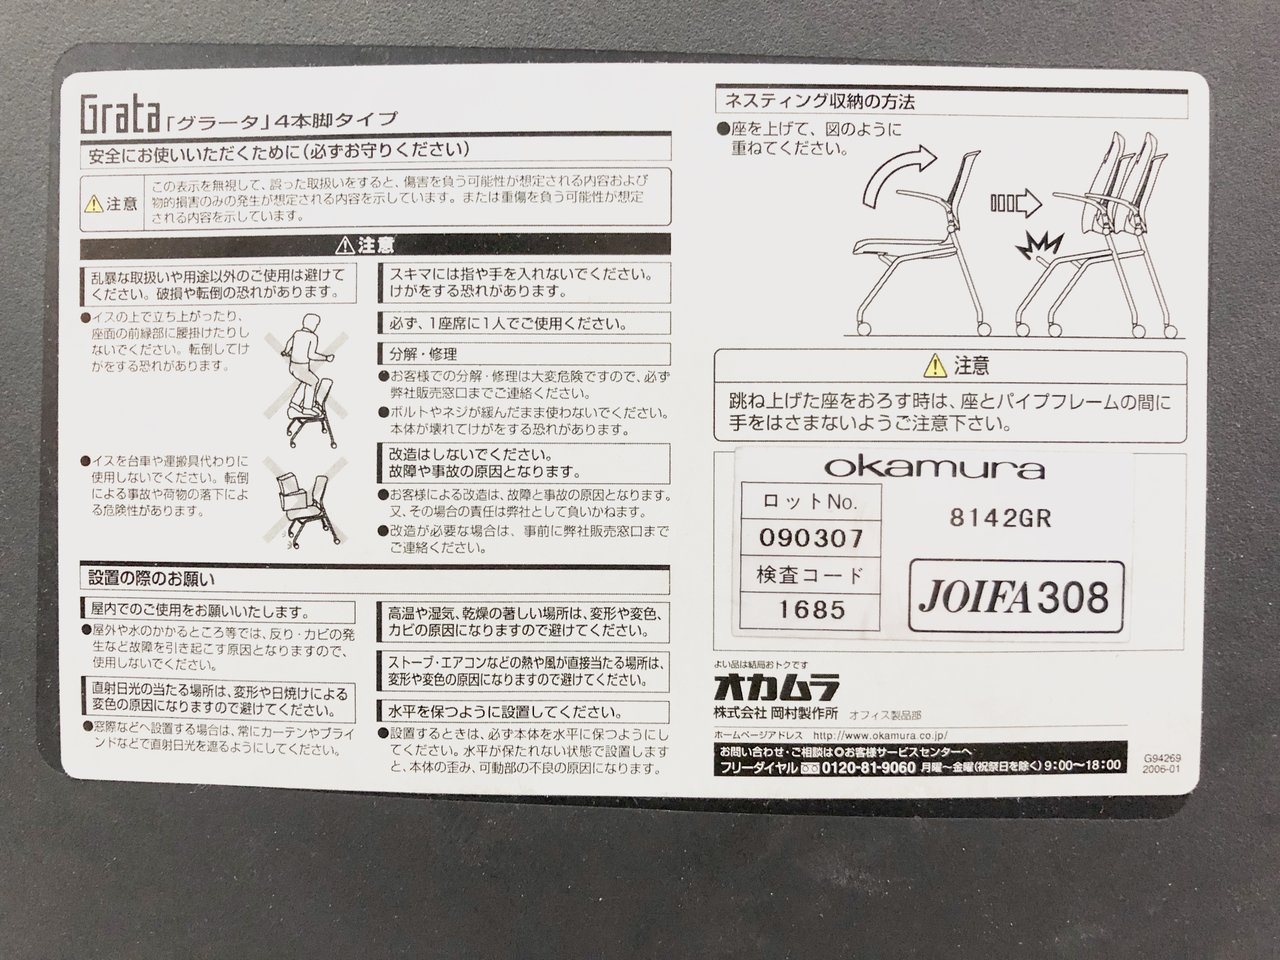 Grata「グラータ」4本脚タイプ
安全にお使いいただくために(必ずお守りください)
注意
この表示を無視して、誤った取扱いをすると、傷害を負う可能性が想定される内容および
物的損害のみの発生が想定される内容を示しています。または重傷を負う可能性が想定
される内容を示しています。
注意
乱暴な取扱いや用途以外のご使用は避けて
ください。破損や転倒の恐れがあります。
●イスの上で立ち上がったり、
座面の前縁部に腰掛けたりし
ないでください。転倒してけ
がをする恐れがあります。
●イスを台車や運搬具代わりに
使用しないでください。転倒
による事故や荷物の落下によ
る危険性があります。
スキマには指や手を入れないでください。
けがをする恐れがあります。
必ず、1座席に1人でご使用ください。
分解・修理
●お客様での分解・修理は大変危険ですので、必ず
弊社販売窓口までご連絡ください。
●ボルトやネジが緩んだまま使わないでください。
本体が壊れてけがをする恐れがあります。
改造はしないでください。
故障や事故の原因となります。
●お客様による改造は、故障と事故の原因となります。
又、その場合の責任は弊社として負いかねます。
●改造が必要な場合は、事前に弊社販売窓口まで
ご連絡ください。
設置の際のお願い
屋内でのご使用をお願いいたします。
●屋外や水のかかるところ等では、反り・カビの発
生など故障を引き起こす原因となりますので、
使用しないでください。
直射日光の当たる場所は、変形や日焼けによる
変色の原因になりますので避けてください。
●窓際などへ設置する場合は、常にカーテンやブライ
ンドなどで直射日光を遮るようにしてください。
高温や湿気、乾燥の著しい場所は、変形や変色、
カビの原因になりますので避けてください。
ストーブ・エアコンなどの熱や風が直接当たる場所は、
変形や変色の原因になりますので避けてください。
水平を保つように設置してください。
●設置するときは、必ず本体を水平に保つようにし
てください。水平が保たれない状態で設置します
と、本体の歪み、可動部の不良の原因になります。
ネスティング収納の方法
●座を上げて、図のように
重ねてください。
注意
跳ね上げた座をおろす時は、座とパイプフレームの間に
手をはさまないようご注意下さい。
okamura
ロットNo.
090307
検査コード
1685
8142GR
JOIFA308
よい品は結局おトクです
オカムラ
株式会社 岡村製作所 オフィス製品部
ホームページアドレス http://www.okamura.co.jp/
お問い合わせ・ご相談は○お客様サービスセンターへ
フリーダイヤル 0120-81-9060 月曜〜金曜(祝祭日を除く)9:00〜18:00
G94269
2006-01